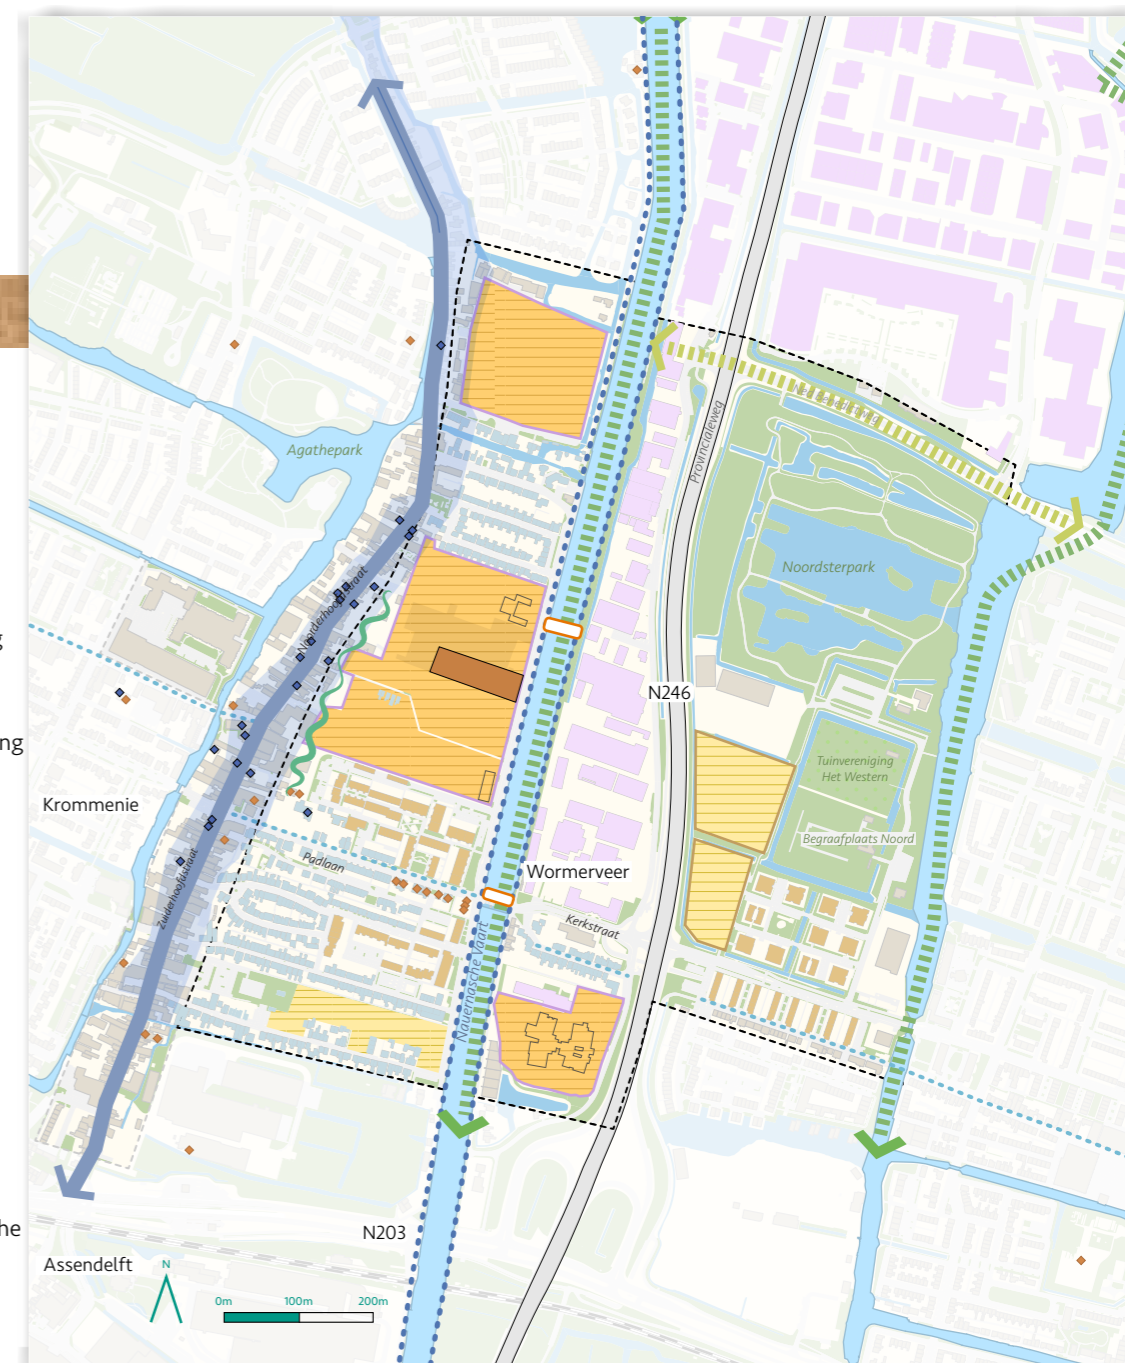 Agathepark
Provincialeweg
Noordsterpark
Noorderhoofdstraat
g
N246
ng
Tuinvereniging
Het Western
Krommenie
Begraafplaats Noord
Padlaan
Wormerveer
Zuiderhoofdstraat
Kerkstraat
Nauernasche Vaart
he
N203
Assendelft
N
0m
100m
200m